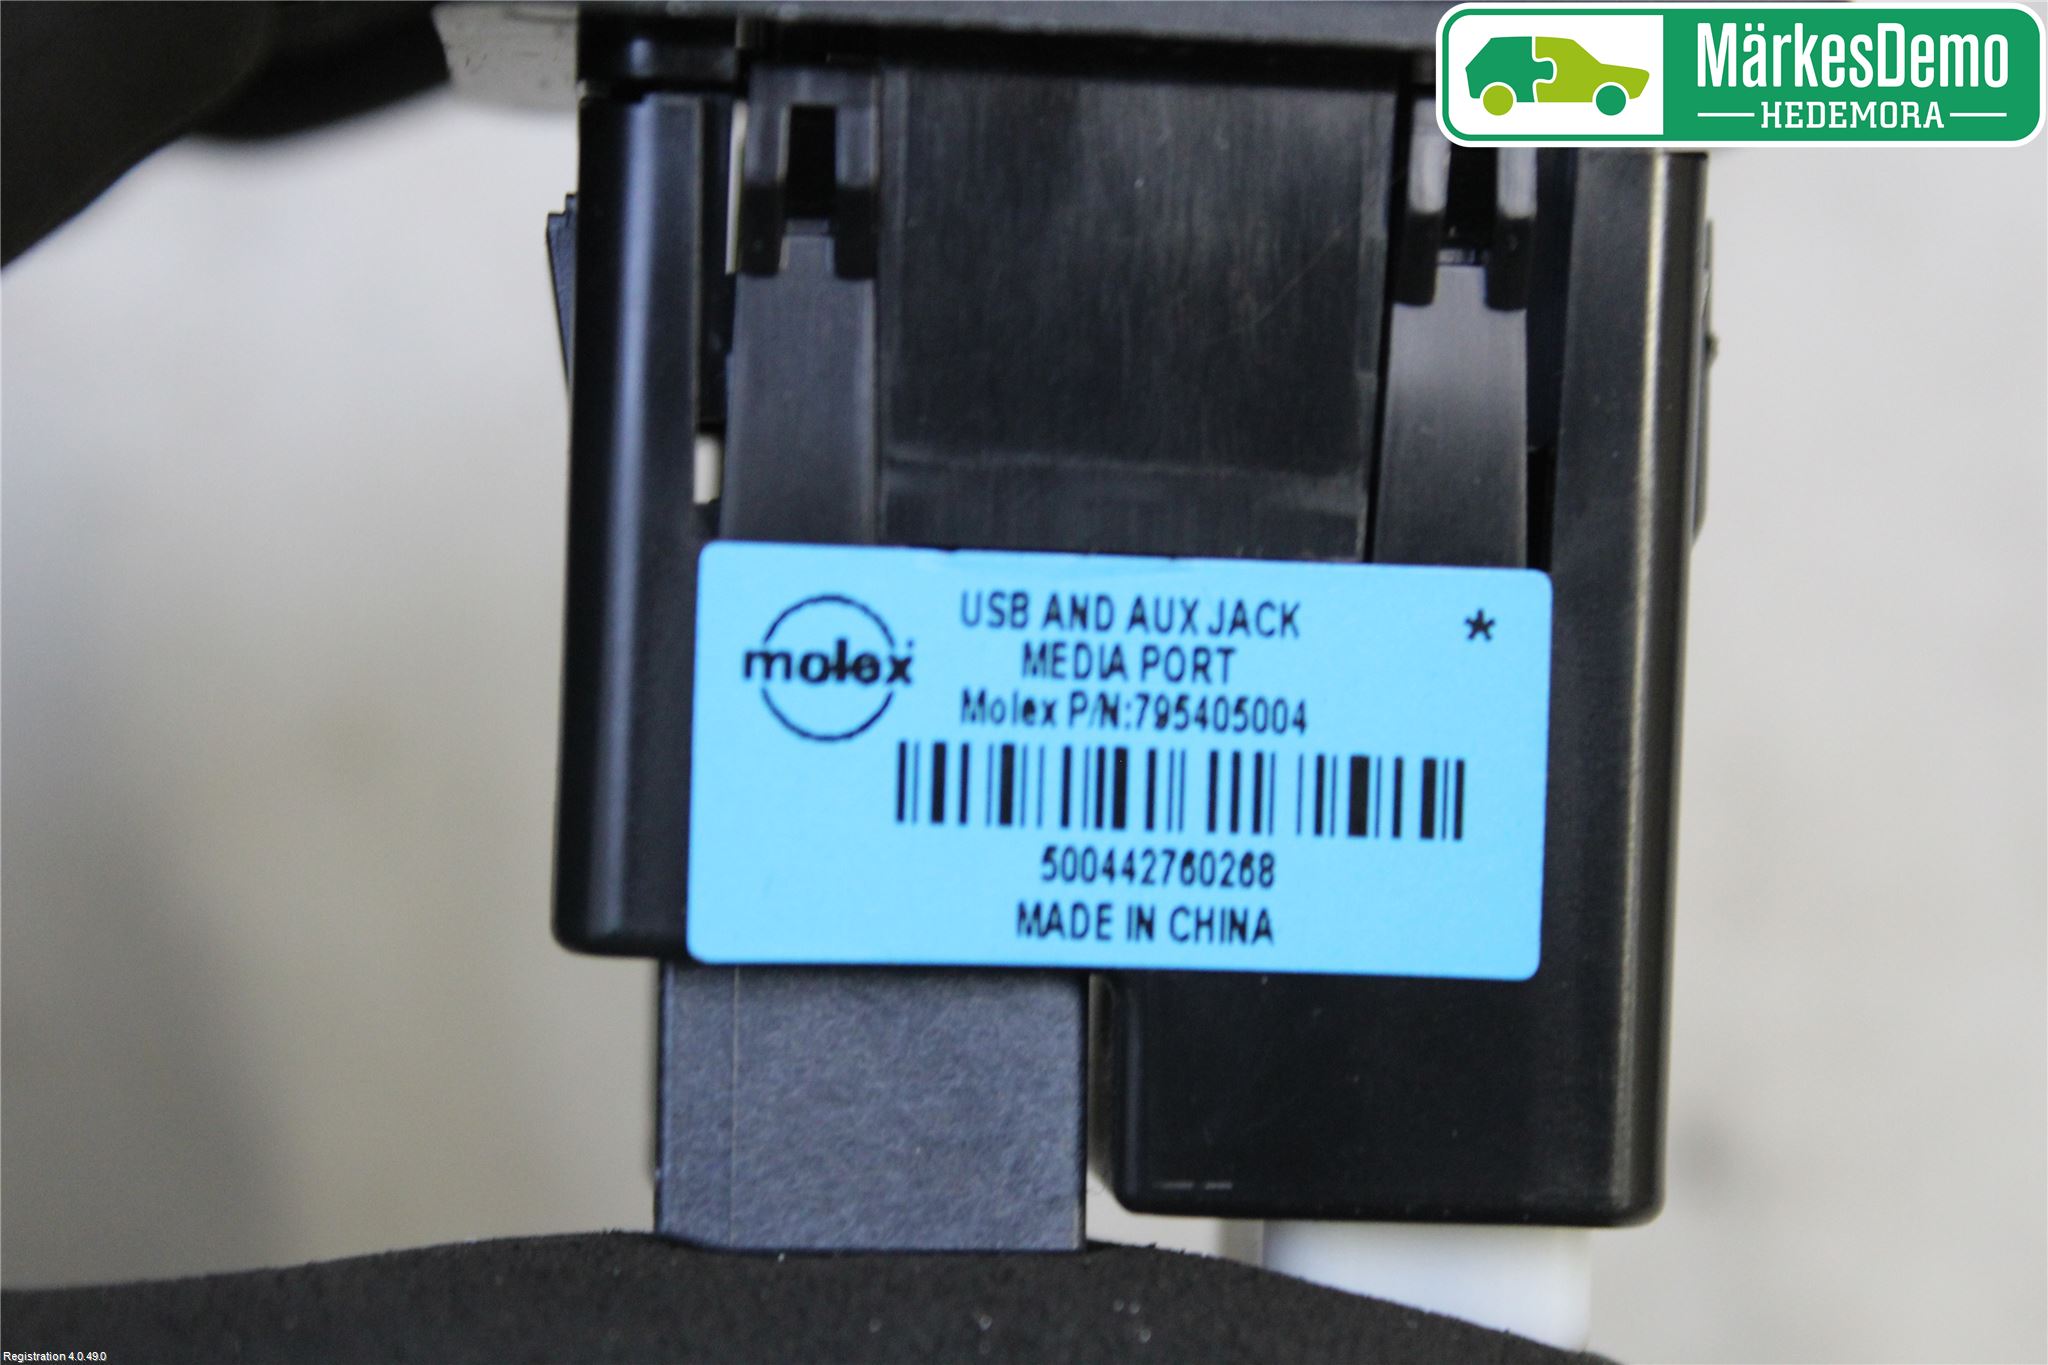 MärkesDemo
HEDEMORA
molex
USB AND AUX JACK
*
MEDIA PORT
Molex P/N:795405004
500442760268
MADE IN CHINA
Registration 4.0.49.0